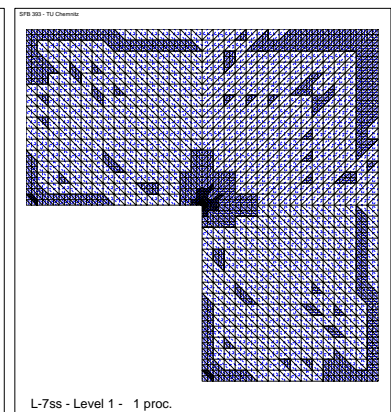 SFB 393 - TU Chemnitz
L-7ss - Level 1 - 1 proc.